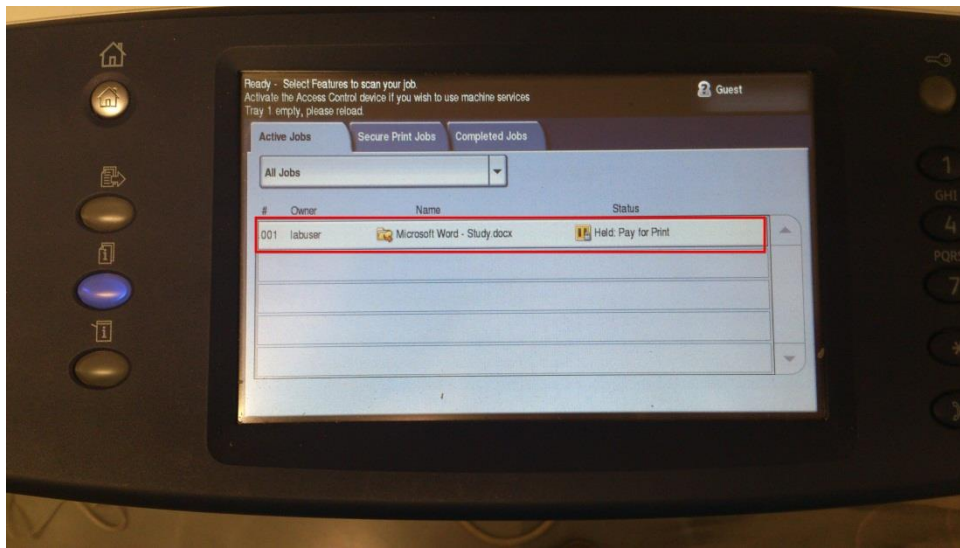 Ready - Select Features to scan your job.
Activate the Access Control device if you wish to use machine services
Tray 1 empty, please reload.
Guest
Active Jobs
Secure Print Jobs
Completed Jobs
All Jobs
# Owner Name Status
001 labuser Microsoft Word - Study.docx Held: Pay for Print
1
GHI
4
PQRS
7
*